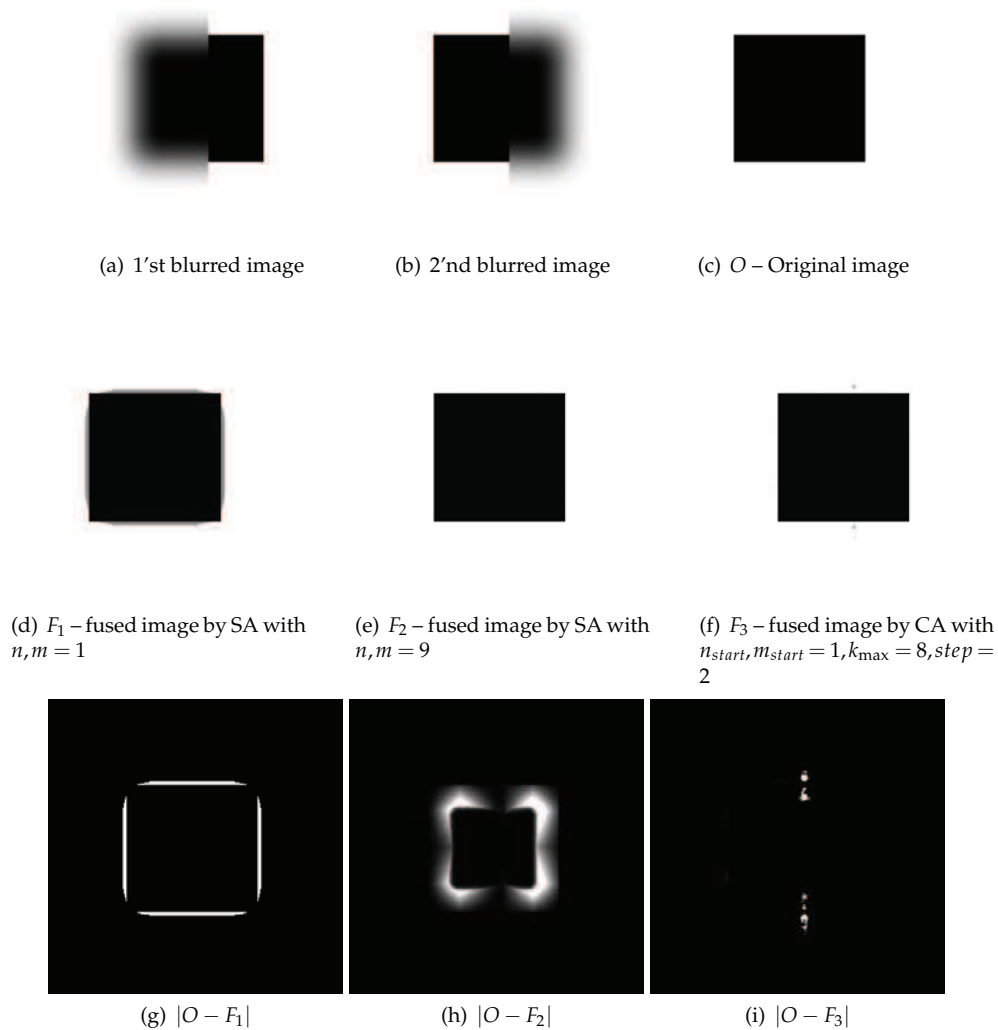 (a) 1'st blurred image
(b) 2'nd blurred image
(c) O – Original image
(d) F₁ – fused image by SA with
n, m = 1
(e) F₂ – fused image by SA with
n, m = 9
(f) F₃ – fused image by CA with
n_start, m_start = 1, k_max = 8, step =
2
(g) |O − F₁|
(h) |O − F₂|
(i) |O − F₃|